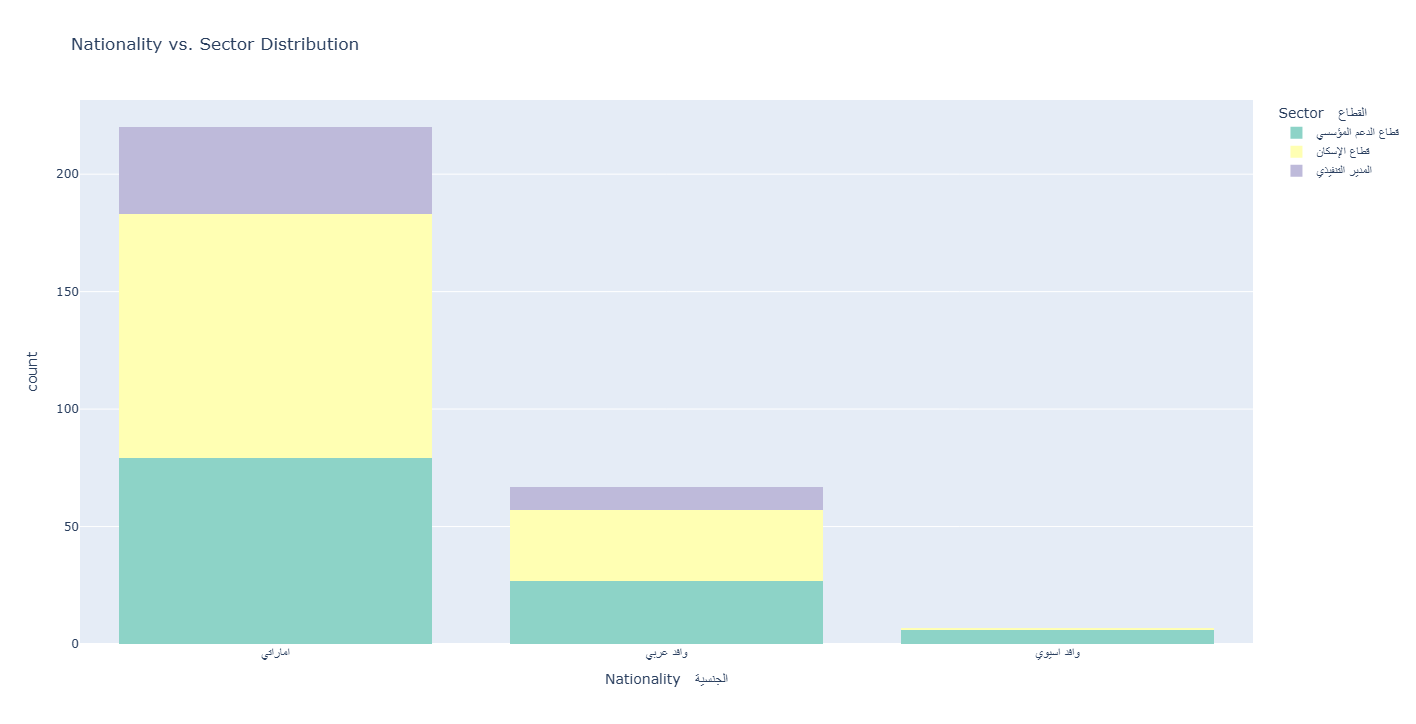 Nationality vs. Sector Distribution
Sector القطاع
قطاع الدعم المؤسسي
قطاع الإسكان
المدير التنفيذي
200
150
100
50
0
count
اماراتي
وافد عربي
وافد اسيوي
Nationality الجنسية